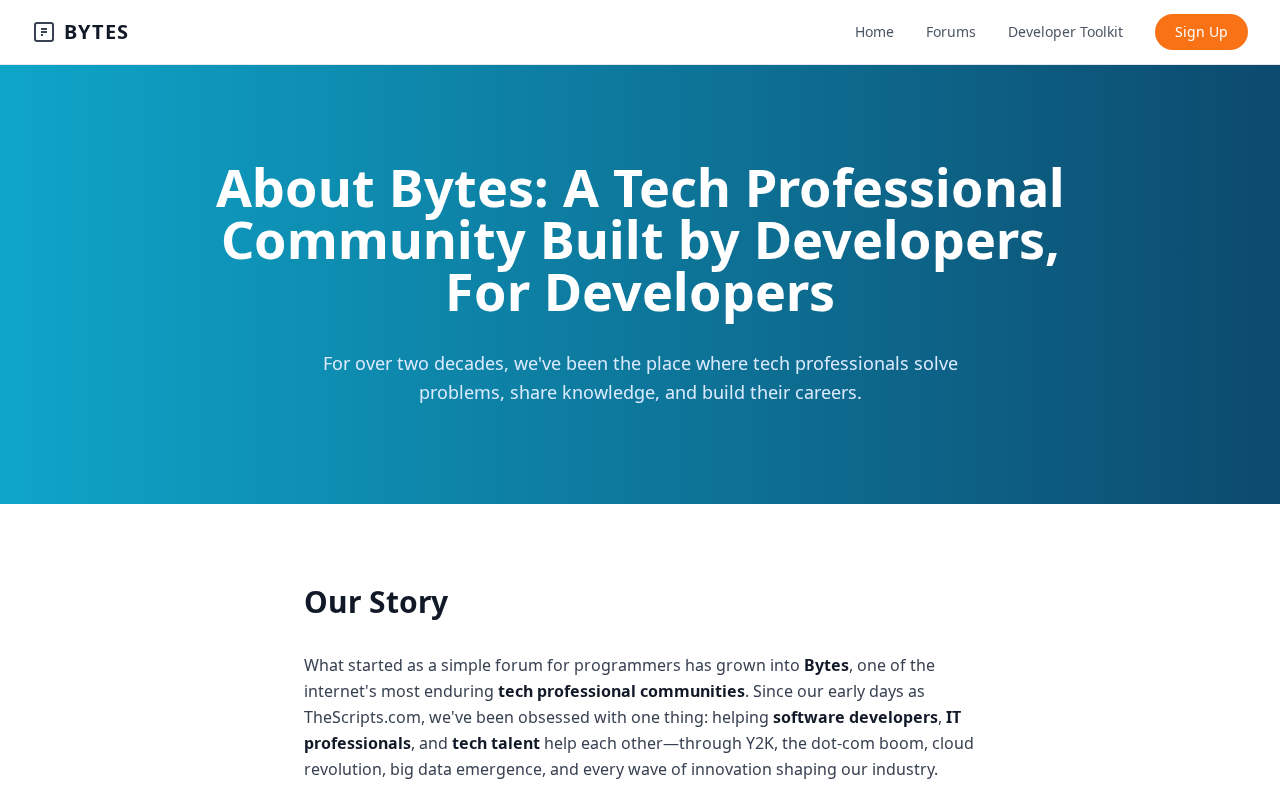 BYTES
Home
Forums
Developer Toolkit
Sign Up
About Bytes: A Tech Professional
Community Built by Developers,
For Developers
For over two decades, we've been the place where tech professionals solve
problems, share knowledge, and build their careers.
Our Story
What started as a simple forum for programmers has grown into Bytes, one of the
internet's most enduring tech professional communities. Since our early days as
TheScripts.com, we've been obsessed with one thing: helping software developers, IT
professionals, and tech talent help each other—through Y2K, the dot-com boom, cloud
revolution, big data emergence, and every wave of innovation shaping our industry.